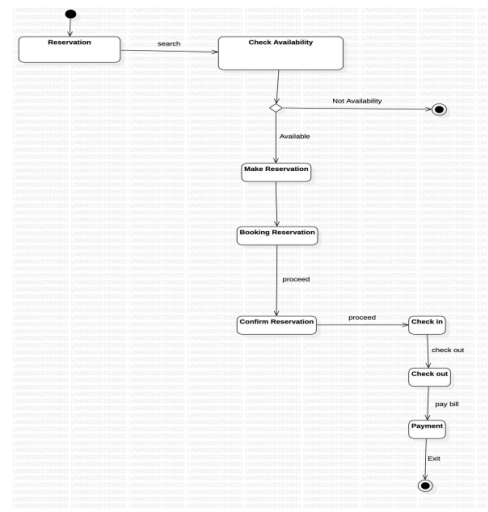 Reservation
search
Check Availability
Not Availability
Available
Make Reservation
Booking Reservation
proceed
Confirm Reservation
proceed
Check in
check out
Check out
pay bill
Payment
Exit